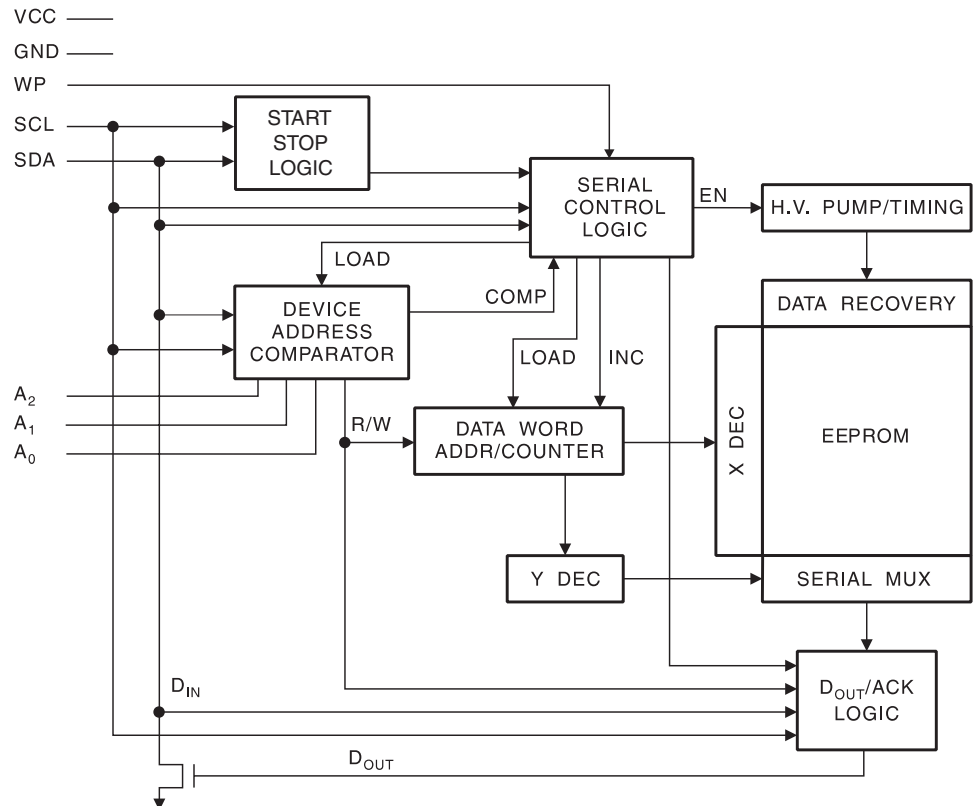 VCC
GND
WP
SCL
SDA
START
STOP
LOGIC
SERIAL
CONTROL
LOGIC
EN
H.V. PUMP/TIMING
LOAD
COMP
DEVICE
ADDRESS
COMPARATOR
DATA RECOVERY
LOAD
INC
A2
A1
A0
R/W
DATA WORD
ADDR/COUNTER
X DEC
EEPROM
Y DEC
SERIAL MUX
DIN
DOUT/ACK
LOGIC
DOUT